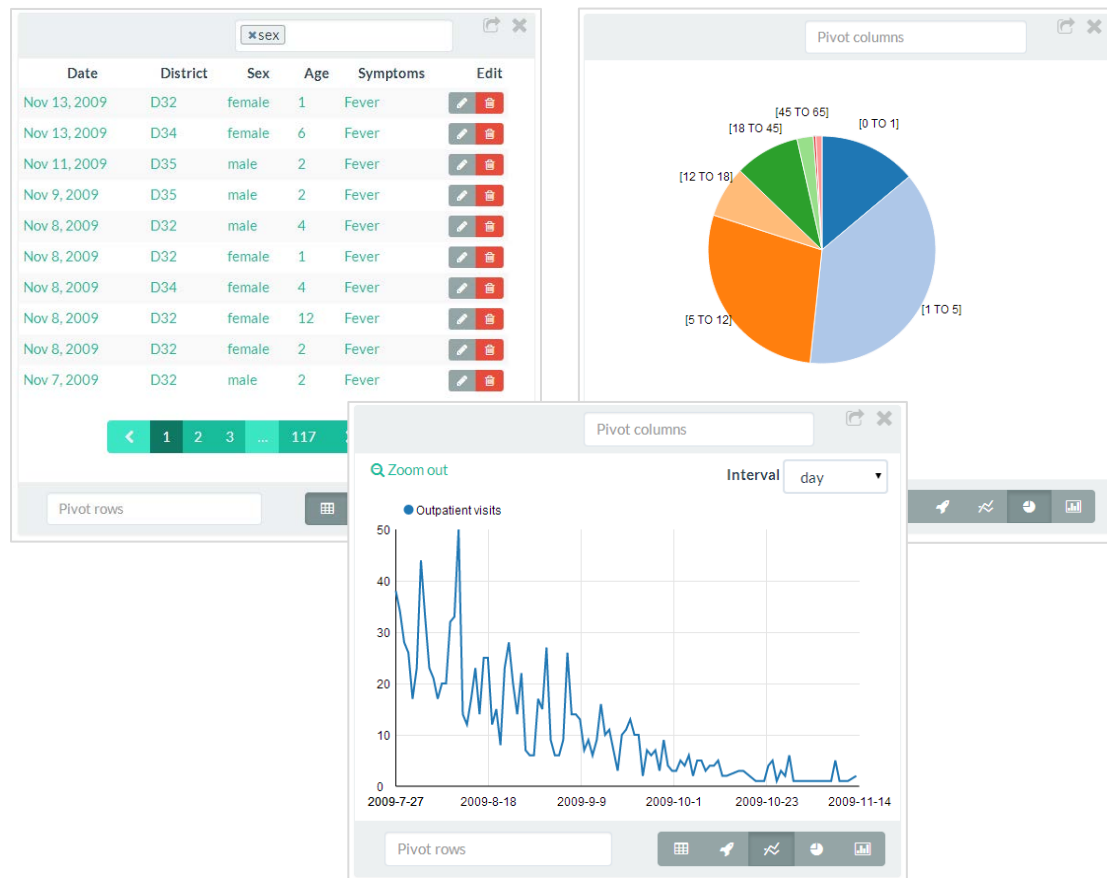 ×sex
Date District Sex Age Symptoms Edit
Nov 13, 2009 D32 female 1 Fever
Nov 13, 2009 D34 female 6 Fever
Nov 11, 2009 D35 male 2 Fever
Nov 9, 2009 D35 male 2 Fever
Nov 8, 2009 D32 male 4 Fever
Nov 8, 2009 D32 female 1 Fever
Nov 8, 2009 D34 female 4 Fever
Nov 8, 2009 D32 female 12 Fever
Nov 8, 2009 D32 female 2 Fever
Nov 7, 2009 D32 male 2 Fever
1 2 3 ... 117
Pivot rows
Pivot columns
[45 TO 65]
[0 TO 1]
[18 TO 45]
[12 TO 18]
[1 TO 5]
[5 TO 12]
Pivot columns
Zoom out
Interval day
Outpatient visits
50
40
30
20
10
0
2009-7-27 2009-8-18 2009-9-9 2009-10-1 2009-10-23 2009-11-14
Pivot rows